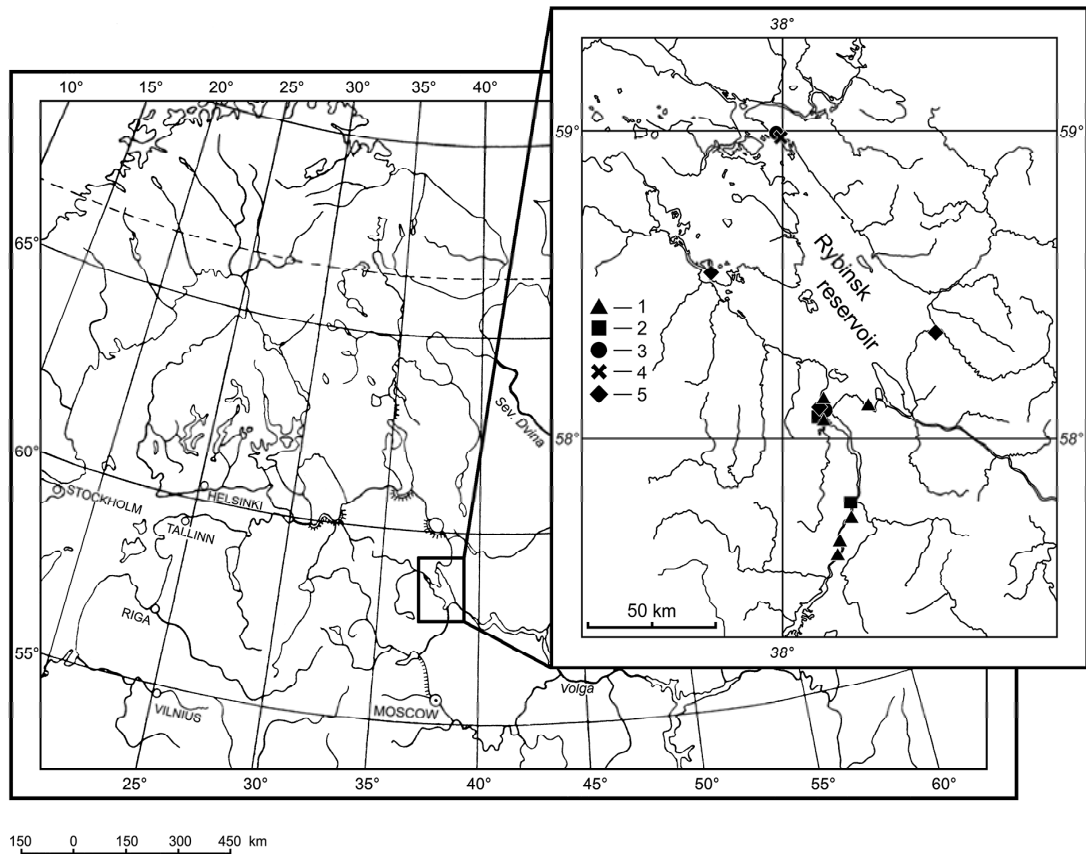 38°
10°
15°
20°
25°
30°
35°
40°
59°
59°
65°
Rybinsk
reservoir
— 1
— 2
— 3
— 4
— 5
Sev. Dvina
58°
58°
60°
STOCKHOLM
HELSINKI
TALLINN
50 km
RIGA
38°
55°
VILNIUS
MOSCOW
Volga
25°
30°
35°
40°
45°
50°
55°
60°
150
0
150
300
450
km